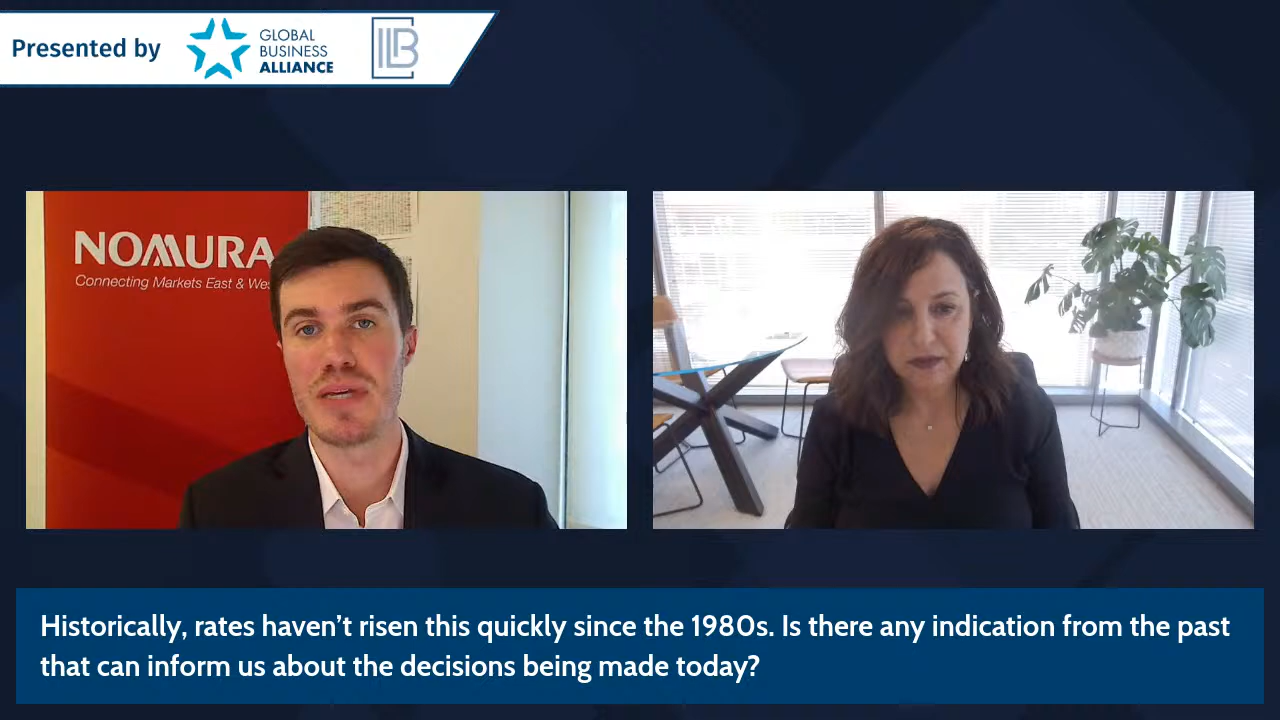 Presented by
GLOBAL
BUSINESS
ALLIANCE
NOMURA
Connecting Markets East &
Historically, rates haven't risen this quickly since the 1980s. Is there any indication from the past
that can inform us about the decisions being made today?